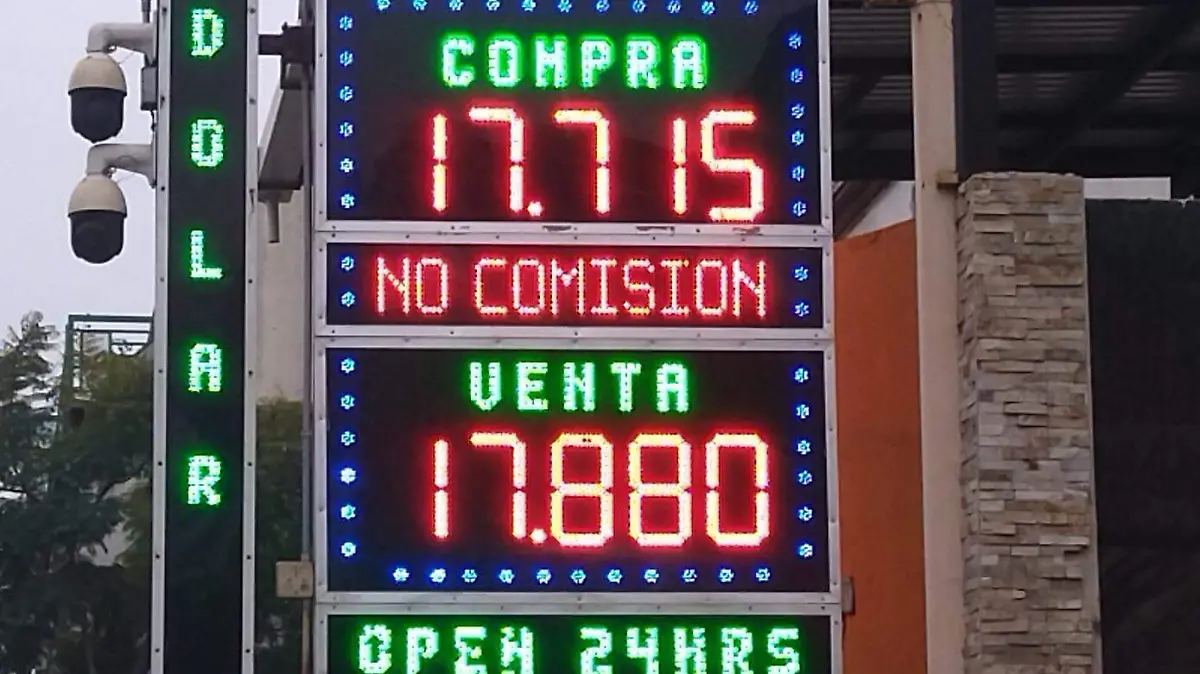 DOLAR
COMPRA
17.715
NO COMISION
VENTA
17.880
OPEN 24HRS